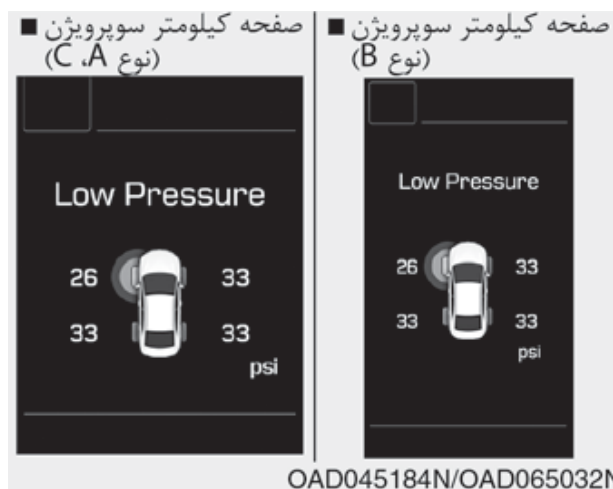 ■ صفحه کیلومتر سوپرویژن
(نوع C ،A)
Low Pressure
26 33
33 33
psi
■ صفحه کیلومتر سوپرویژن
(نوع B)
Low Pressure
26 33
33 33
psi
OAD045184N/OAD065032N